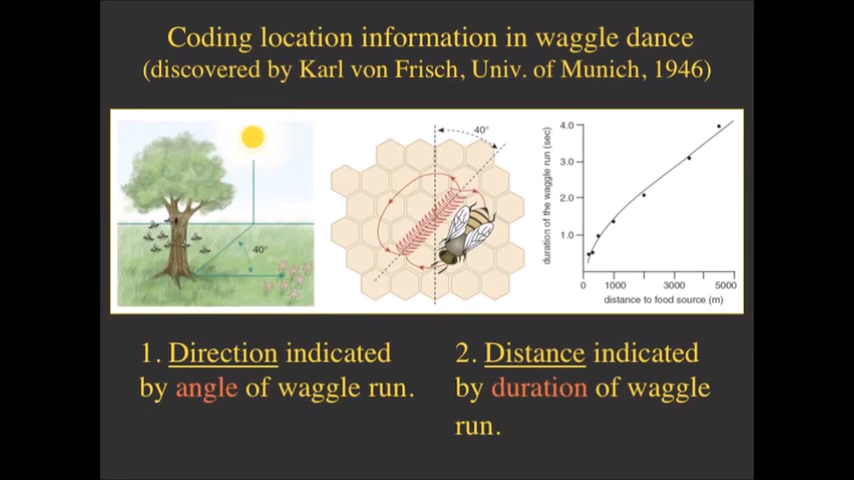 Coding location information in waggle dance
(discovered by Karl von Frisch, Univ. of Munich, 1946)
40°
40°
duration of the waggle run (sec)
4.0
3.0
2.0
1.0
0
1000
3000
5000
distance to food source (m)
1. Direction indicated
by angle of waggle run.
2. Distance indicated
by duration of waggle
run.